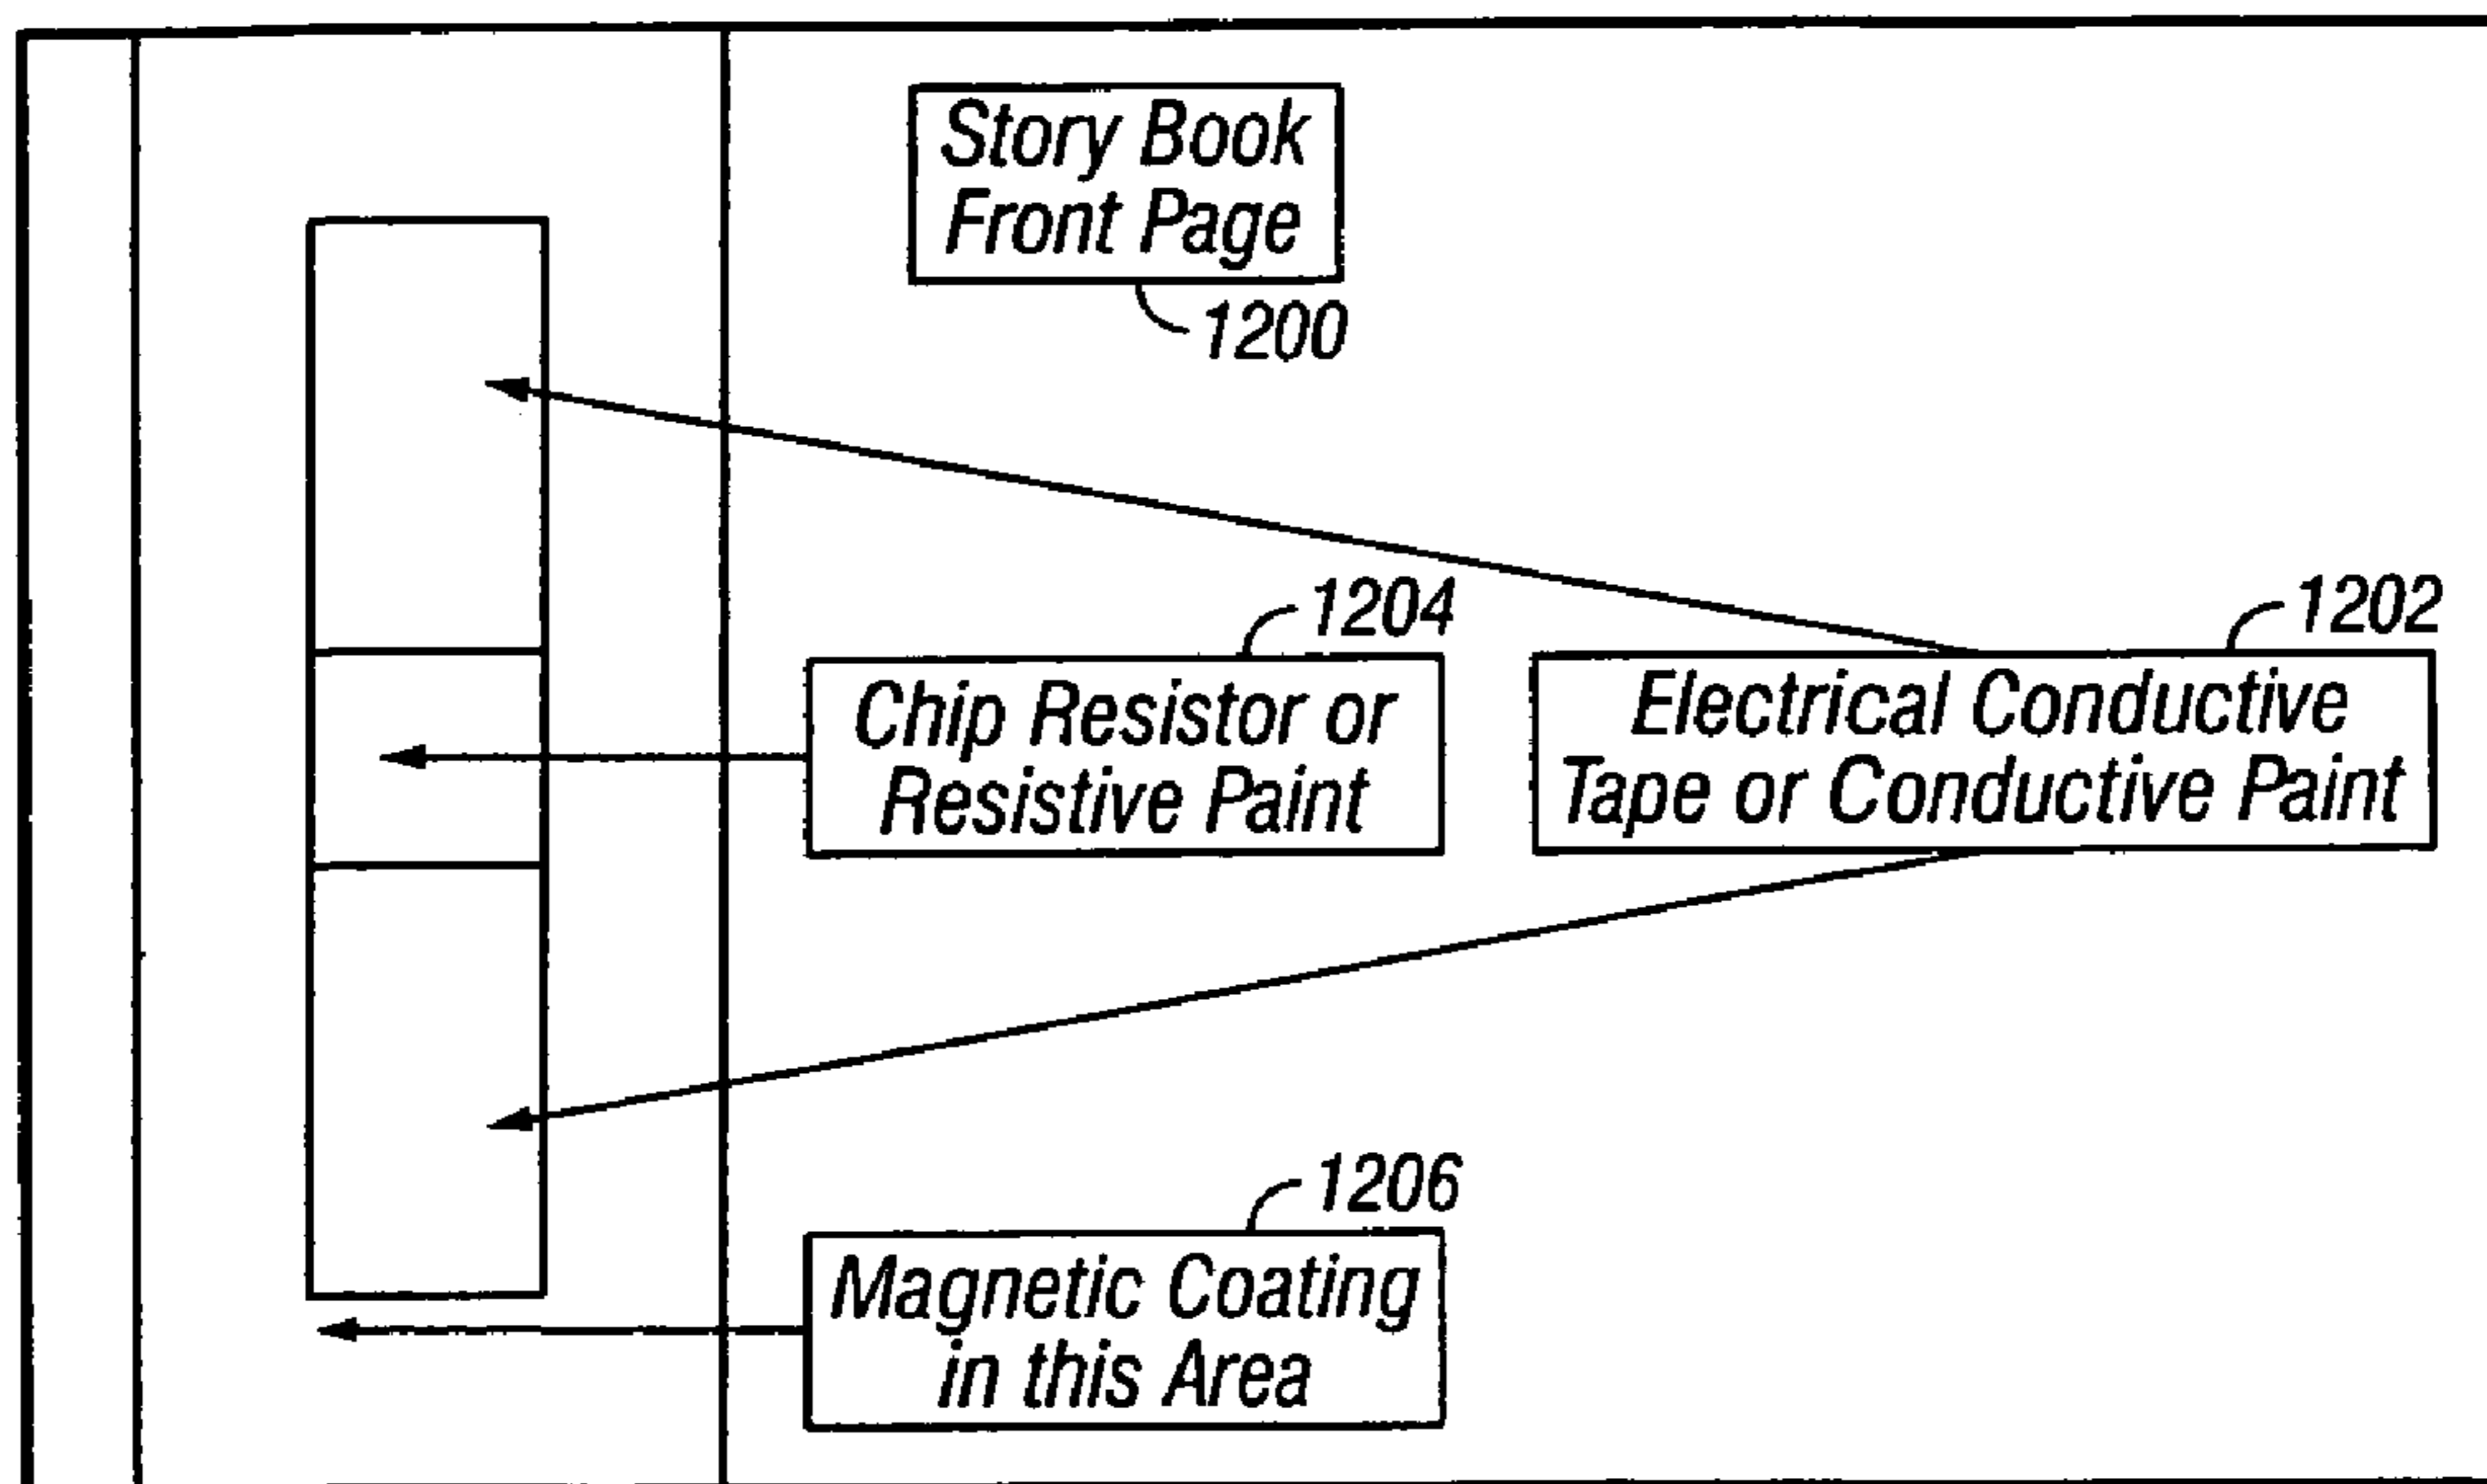 Story Book
Front Page
1200
1204
Chip Resistor or
Resistive Paint
1202
Electrical Conductive
Tape or Conductive Paint
1206
Magnetic Coating
in this Area